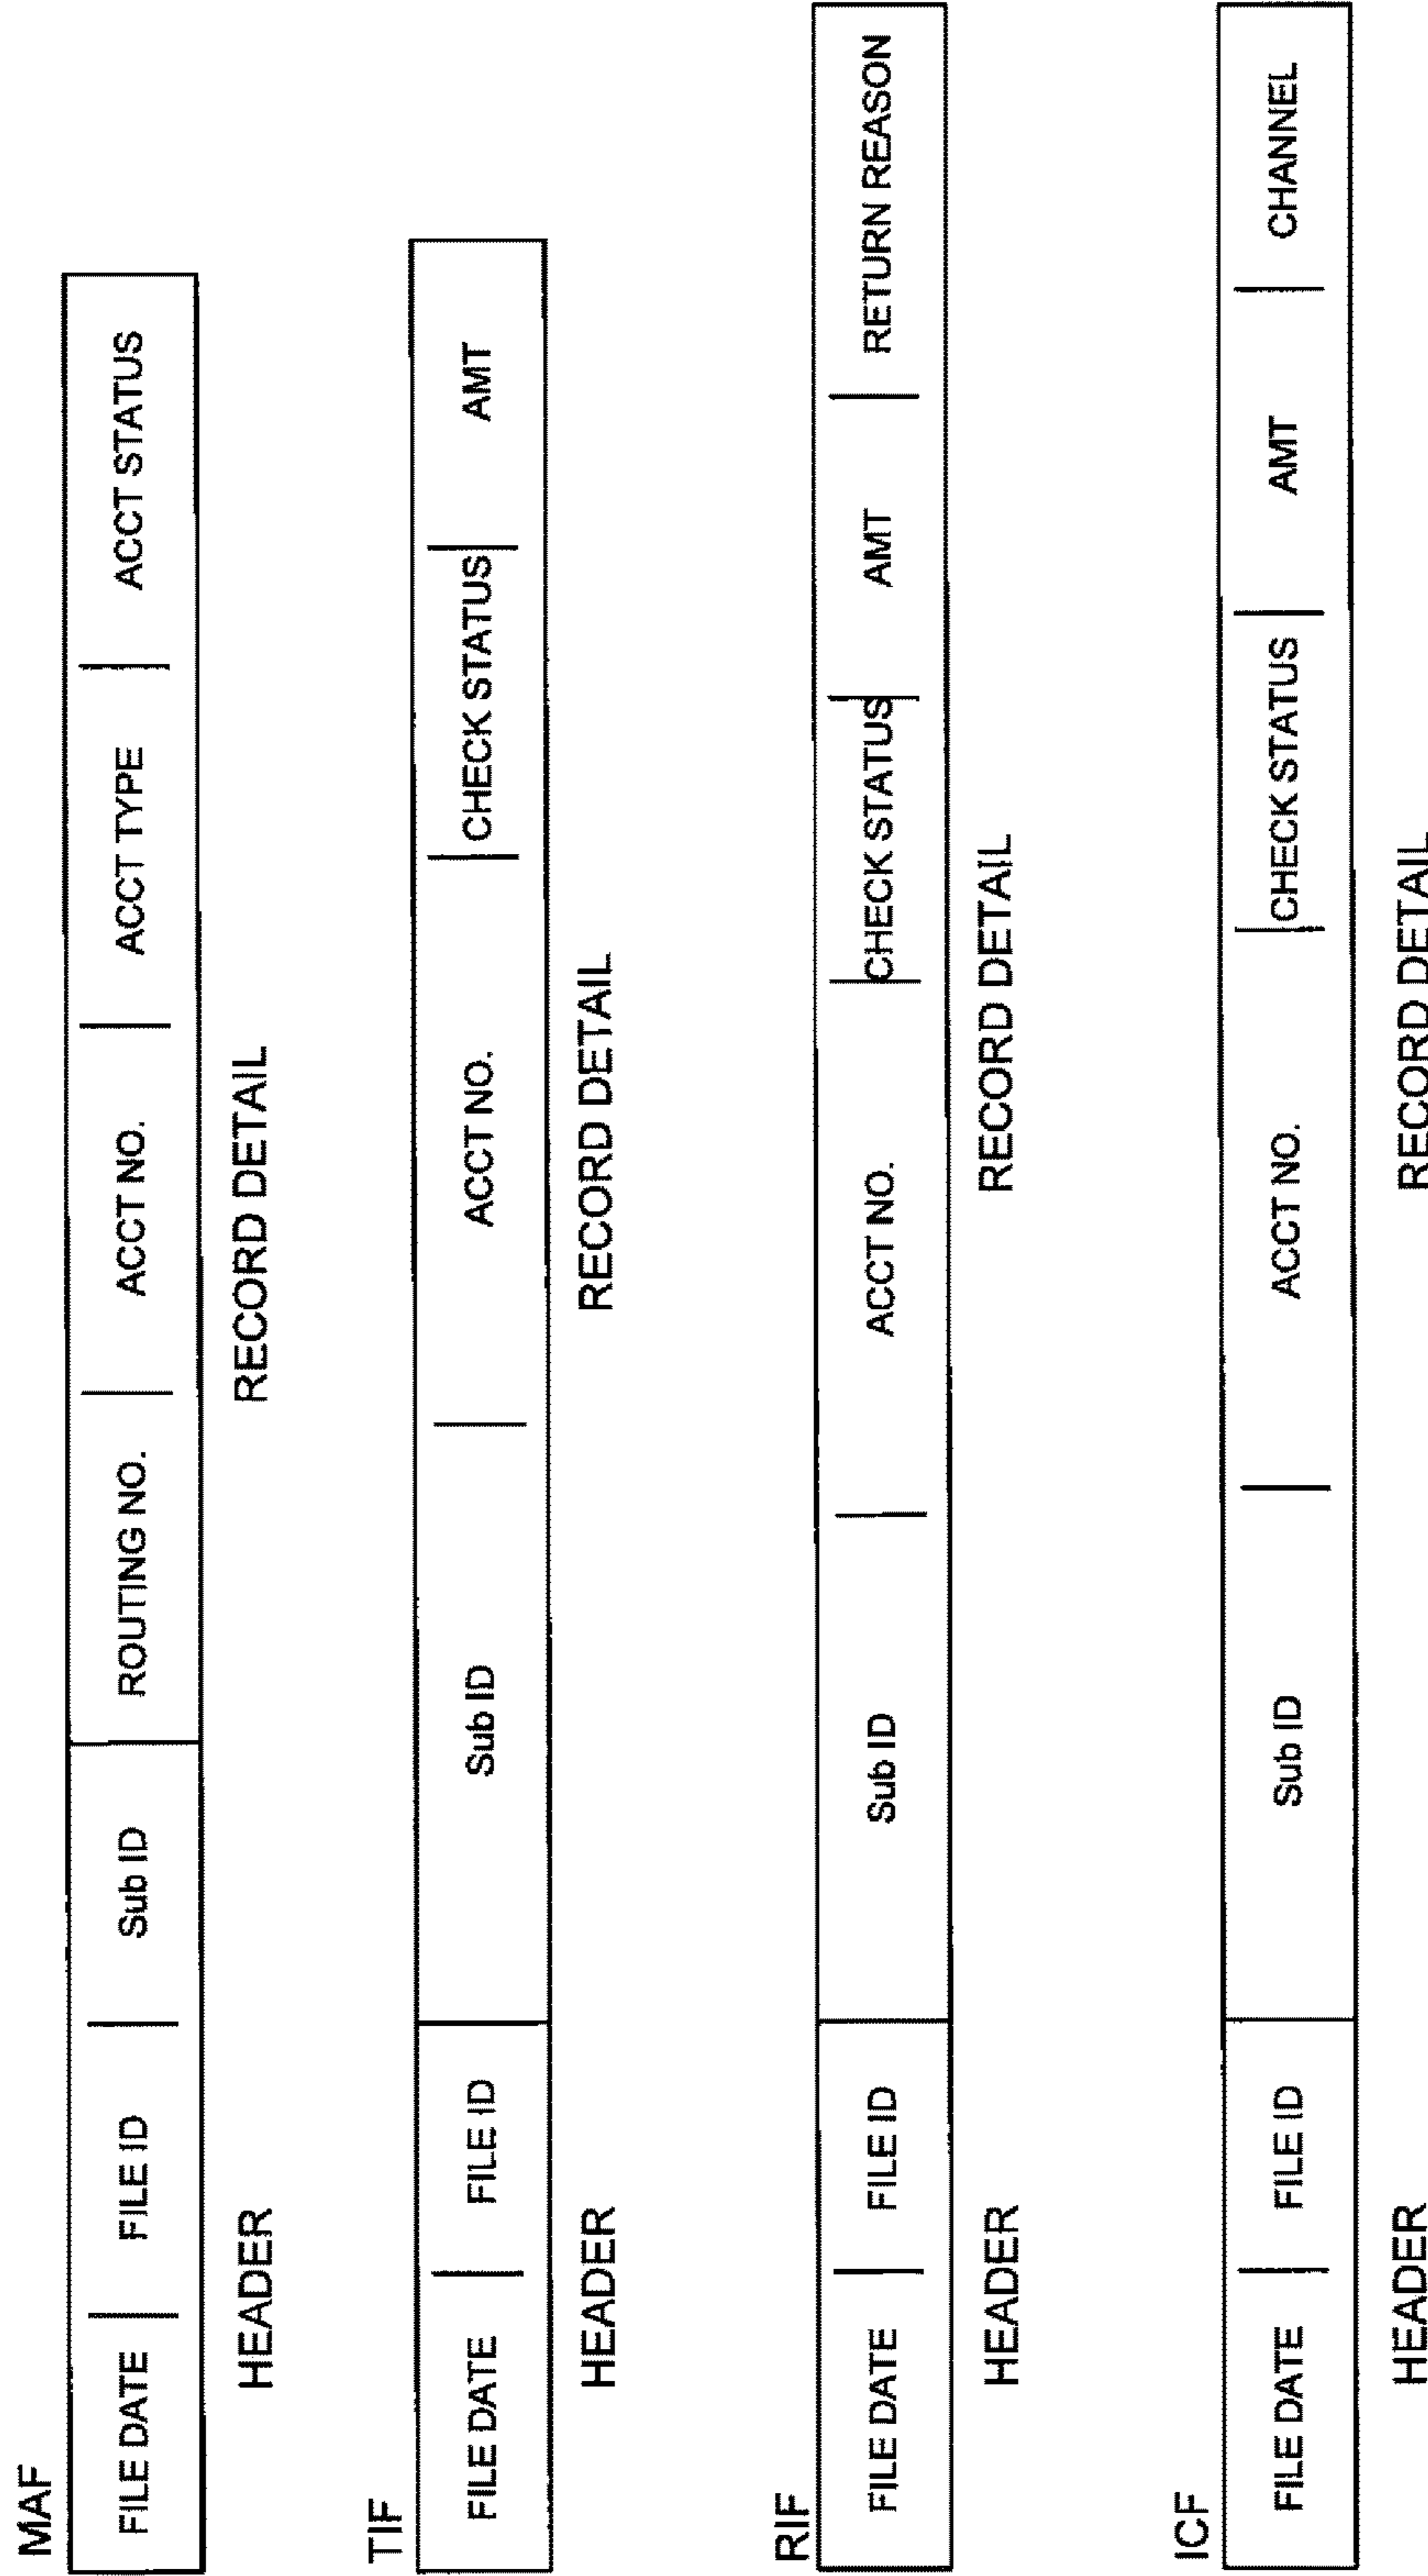 MAF
FILE DATE FILE ID Sub ID ROUTING NO. ACCT NO. ACCT TYPE ACCT STATUS
HEADER RECORD DETAIL
TIF
FILE DATE FILE ID Sub ID ACCT NO. CHECK STATUS AMT
HEADER RECORD DETAIL
RIF
FILE DATE FILE ID Sub ID ACCT NO. CHECK STATUS AMT RETURN REASON
HEADER RECORD DETAIL
ICF
FILE DATE FILE ID Sub ID ACCT NO. CHECK STATUS AMT CHANNEL
HEADER RECORD DETAIL